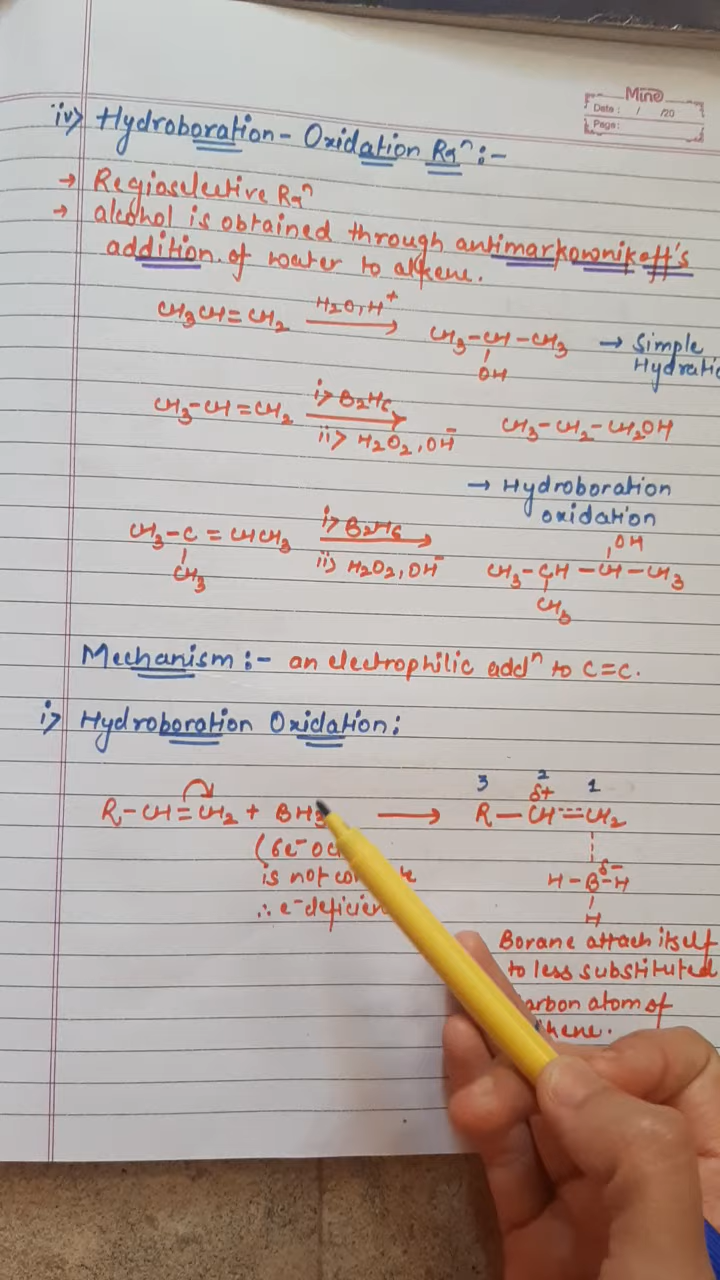 Mine
Date : / /20
Page:
iv> Hydroboration - Oxidation Rxⁿ :-
→ Regioselective Rxⁿ
→ alcohol is obtained through antimarkownikoff's
addition of water to alkene.
CH3CH=CH2 H2O,H⁺ CH3-CH-CH3 → Simple
OH Hydratio
CH3-CH=CH2 i> B2H6 CH3-CH2-CH2OH
ii> H2O2, OH⁻
→ Hydroboration
oxidation
OH
CH3-C=CHCH3 i> B2H6 CH3-CH-CH-CH3
CH3 ii> H2O2, OH⁻ CH3
Mechanism :- an electrophilic addⁿ to C=C.
i> Hydroboration Oxidation :
3 2 1
δ+
R-CH=CH2 + BH3 → R-CH=CH2
(6e⁻ oc
is not co e
∴ e⁻deficien
δ-
H-B-H
H
Borane attach itself
to less substituted
carbon atom of
kene.